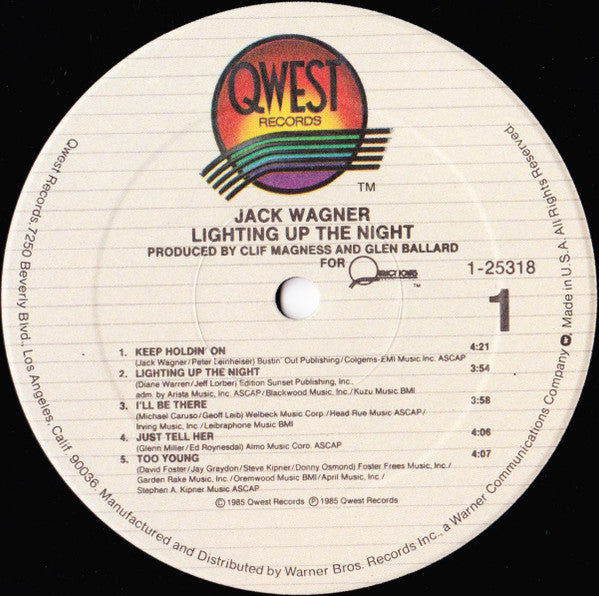 QWEST
RECORDS
TM
JACK WAGNER
LIGHTING UP THE NIGHT
PRODUCED BY CLIF MAGNESS AND GLEN BALLARD
FOR QUINCY JONES
TM
1-25318
1
1. KEEP HOLDIN' ON 4:21
(Jack Wagner/Peter Leinheiser) Bustin' Out Publishing/Colgems-EMI Music Inc. ASCAP
2. LIGHTING UP THE NIGHT 3:54
(Diane Warren/Jeff Lorber) Edition Sunset Publishing, Inc.,
adm. by Arista Music, Inc. ASCAP/Blackwood Music Inc./Kuzu Music BMI
3. I'LL BE THERE 3:58
(Michael Caruso/Geoff Leib) Welbeck Music Corp./Head Rue Music ASCAP/
Irving Music Inc./Leibraphone Music BMI
4. JUST TELL HER 4:06
(Glenn Miller/Ed Roynesdal) Almo Music Corp. ASCAP
5. TOO YOUNG 4:07
(David Foster/Jay Graydon/Steve Kipner/Donny Osmond) Foster Frees Music, Inc./
Garden Rake Music, Inc./Oremwood Music BMI/April Music, Inc./
Stephen A. Kipner Music ASCAP
© 1985 Qwest Records ℗ 1985 Qwest Records
Qwest Records, 7250 Beverly Blvd., Los Angeles, Calif. 90036. Manufactured and Distributed by Warner Bros. Records Inc., a Warner Communications Company Made in U.S.A. All Rights Reserved.